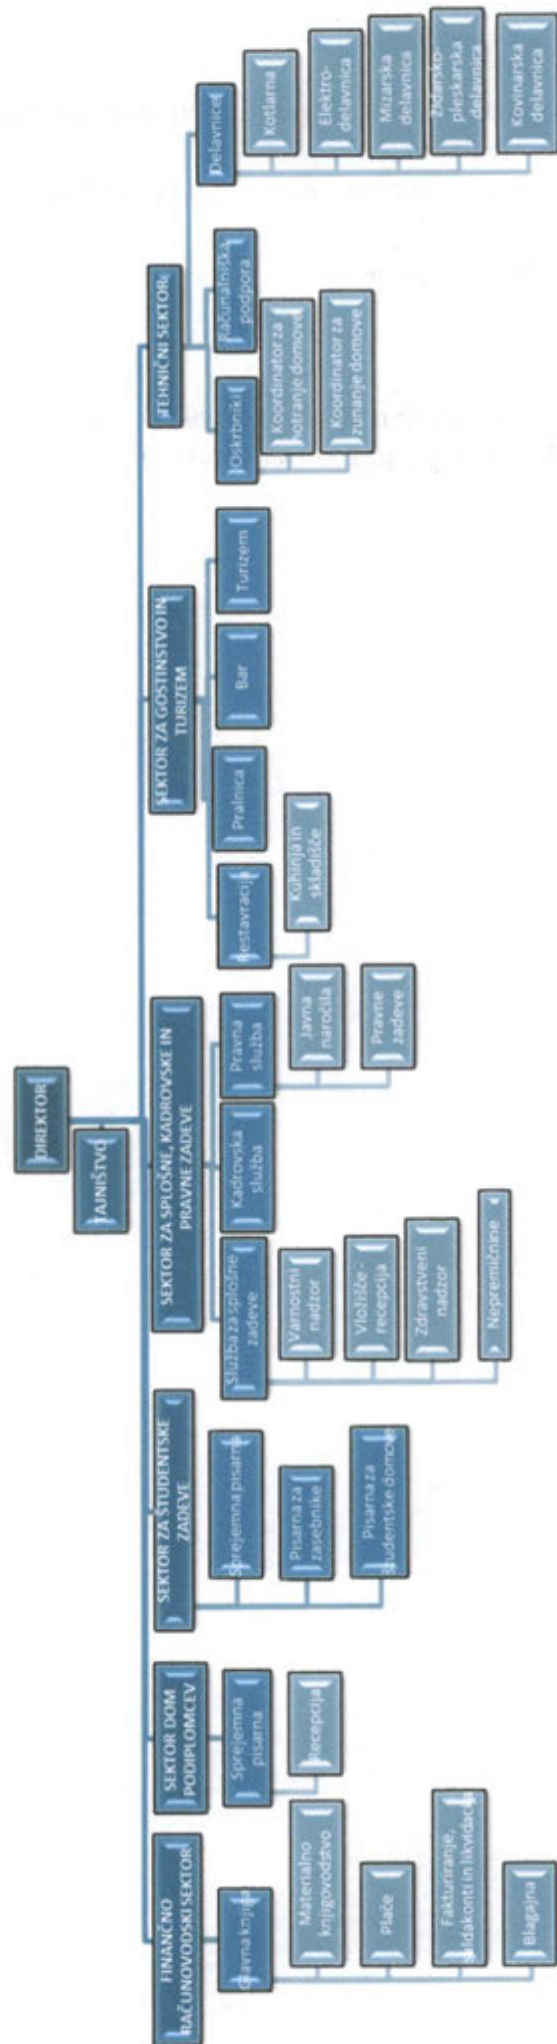 DIREKTOR
TAJNIŠTVO
FINANČNO
RAČUNOVODSKI SEKTOR
Glavna knjiga
Materialno
knjigovodstvo
Plače
Fakturiranje,
saldakonti in likvidacija
Blagajna
SEKTOR DOM
PODIPLOMCEV
Sprejemna
pisarna
Recepcija
SEKTOR ZA ŠTUDENTSKE
ZADEVE
Sprejemna pisarna
Pisarna za
zasebnike
Pisarna za
študentske domove
SEKTOR ZA SPLOŠNE, KADROVSKE IN
PRAVNE ZADEVE
Služba za splošne
zadeve
Varnostni
nadzor
Vložišče-
recepcija
Zdravstveni
nadzor
Nepremičnine
Kadrovska
služba
Pravna
služba
Javna
naročila
Pravne
zadeve
SEKTOR ZA GOSTINSTVO IN
TURIZEM
Restavracija
Kuhinja in
skladišče
Pralnica
Bar
Turizem
TEHNIČNI SEKTOR
Oskrbniki
Koordinator za
notranje domove
Koordinator za
zunanje domove
Računalniška
podpora
Delavnice
Kotlarna
Elektro-
delavnica
Mizarska
delavnica
Zidarsko-
pleskarska
delavnica
Kovinarska
delavnica